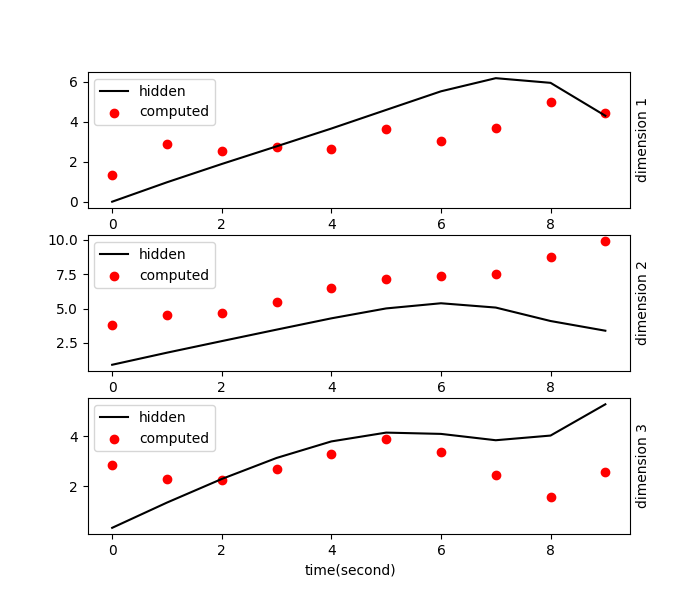 6
4
2
0
hidden
computed
dimension 1
0 2 4 6 8
10.0
7.5
5.0
2.5
hidden
computed
dimension 2
0 2 4 6 8
4
2
hidden
computed
dimension 3
0 2 4 6 8
time(second)